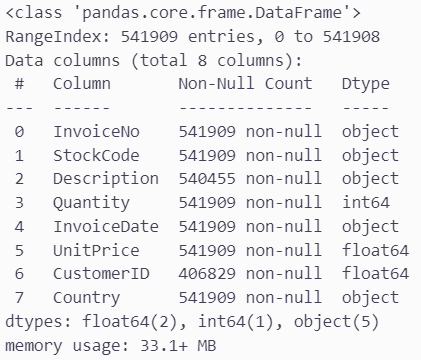 <class 'pandas.core.frame.DataFrame'>
RangeIndex: 541909 entries, 0 to 541908
Data columns (total 8 columns):
 #   Column       Non-Null Count   Dtype
---  ------       --------------   -----
 0   InvoiceNo    541909 non-null  object
 1   StockCode    541909 non-null  object
 2   Description  540455 non-null  object
 3   Quantity     541909 non-null  int64
 4   InvoiceDate  541909 non-null  object
 5   UnitPrice    541909 non-null  float64
 6   CustomerID   406829 non-null  float64
 7   Country      541909 non-null  object
dtypes: float64(2), int64(1), object(5)
memory usage: 33.1+ MB